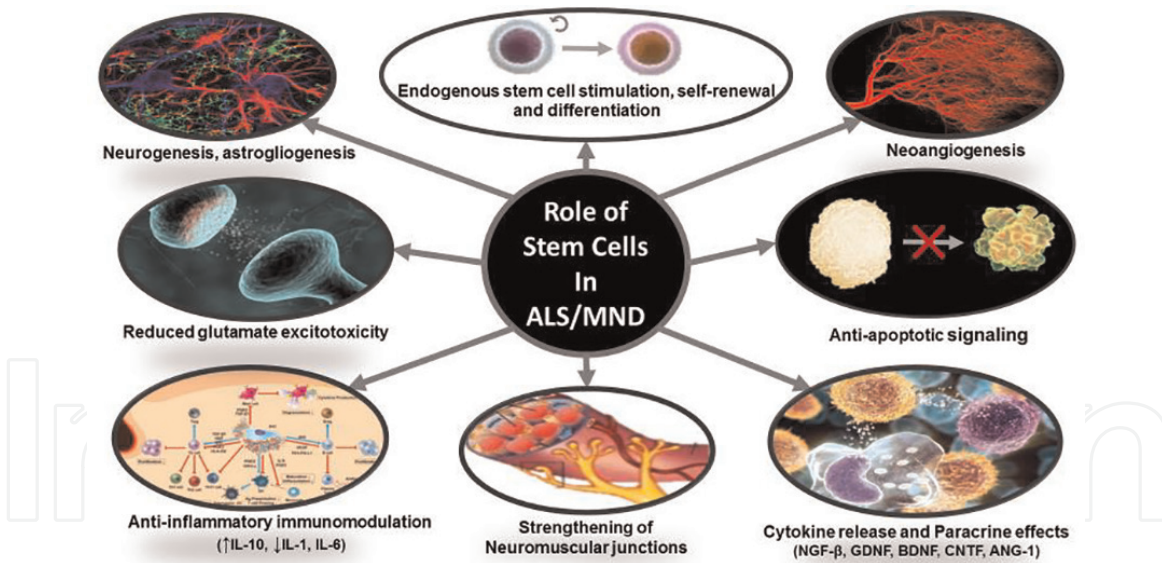 Endogenous stem cell stimulation, self-renewal
and differentiation
Neurogenesis, astrogliogenesis
Neoangiogenesis
Role of
Stem Cells
In
ALS/MND
Reduced glutamate excitotoxicity
Anti-apoptotic signaling
Anti-inflammatory immunomodulation
(↑IL-10, ↓IL-1, IL-6)
Strengthening of
Neuromuscular junctions
Cytokine release and Paracrine effects
(NGF-β, GDNF, BDNF, CNTF, ANG-1)